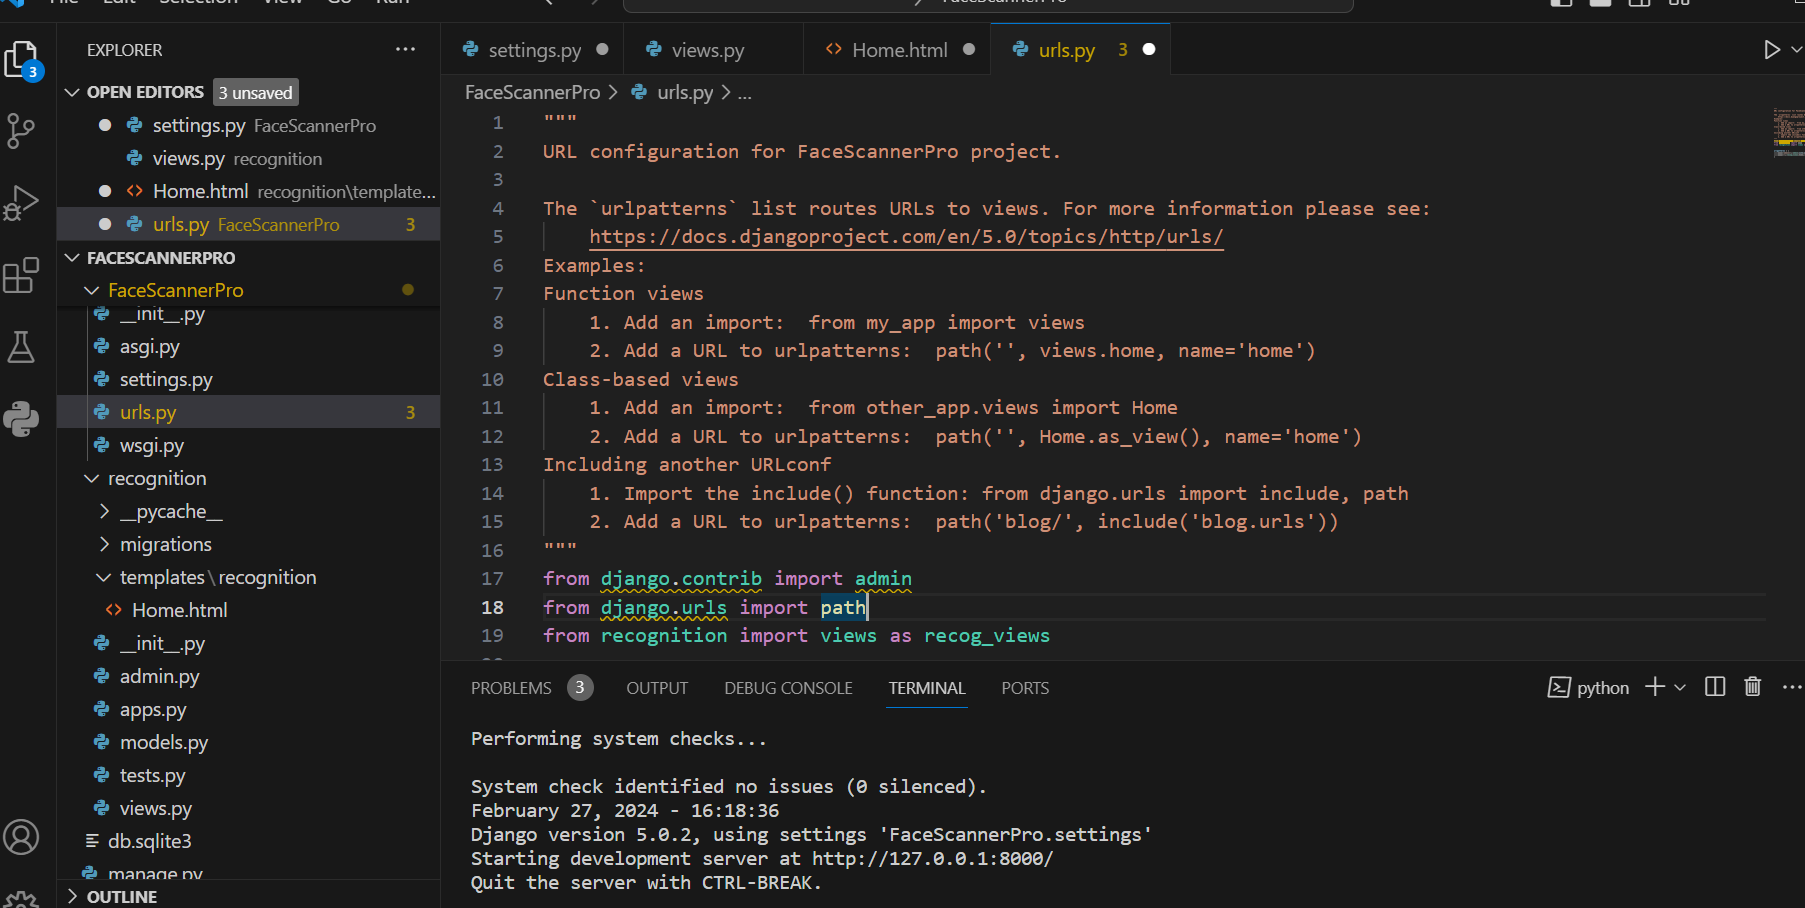 File Edit Selection View Go Run
FaceScannerPro
EXPLORER
3
OPEN EDITORS 3 unsaved
settings.py FaceScannerPro
views.py recognition
Home.html recognition\template...
urls.py FaceScannerPro 3
FACESCANNERPRO
FaceScannerPro
__init__.py
asgi.py
settings.py
urls.py 3
wsgi.py
recognition
__pycache__
migrations
templates\recognition
Home.html
__init__.py
admin.py
apps.py
models.py
tests.py
views.py
db.sqlite3
manage.py
OUTLINE
settings.py views.py Home.html urls.py 3
FaceScannerPro > urls.py > ...
1 """
2 URL configuration for FaceScannerPro project.
3
4 The `urlpatterns` list routes URLs to views. For more information please see:
5 https://docs.djangoproject.com/en/5.0/topics/http/urls/
6 Examples:
7 Function views
8 1. Add an import:  from my_app import views
9 2. Add a URL to urlpatterns:  path('', views.home, name='home')
10 Class-based views
11 1. Add an import:  from other_app.views import Home
12 2. Add a URL to urlpatterns:  path('', Home.as_view(), name='home')
13 Including another URLconf
14 1. Import the include() function: from django.urls import include, path
15 2. Add a URL to urlpatterns:  path('blog/', include('blog.urls'))
16 """
17 from django.contrib import admin
18 from django.urls import path
19 from recognition import views as recog_views
PROBLEMS 3 OUTPUT DEBUG CONSOLE TERMINAL PORTS python
Performing system checks...
System check identified no issues (0 silenced).
February 27, 2024 - 16:18:36
Django version 5.0.2, using settings 'FaceScannerPro.settings'
Starting development server at http://127.0.0.1:8000/
Quit the server with CTRL-BREAK.